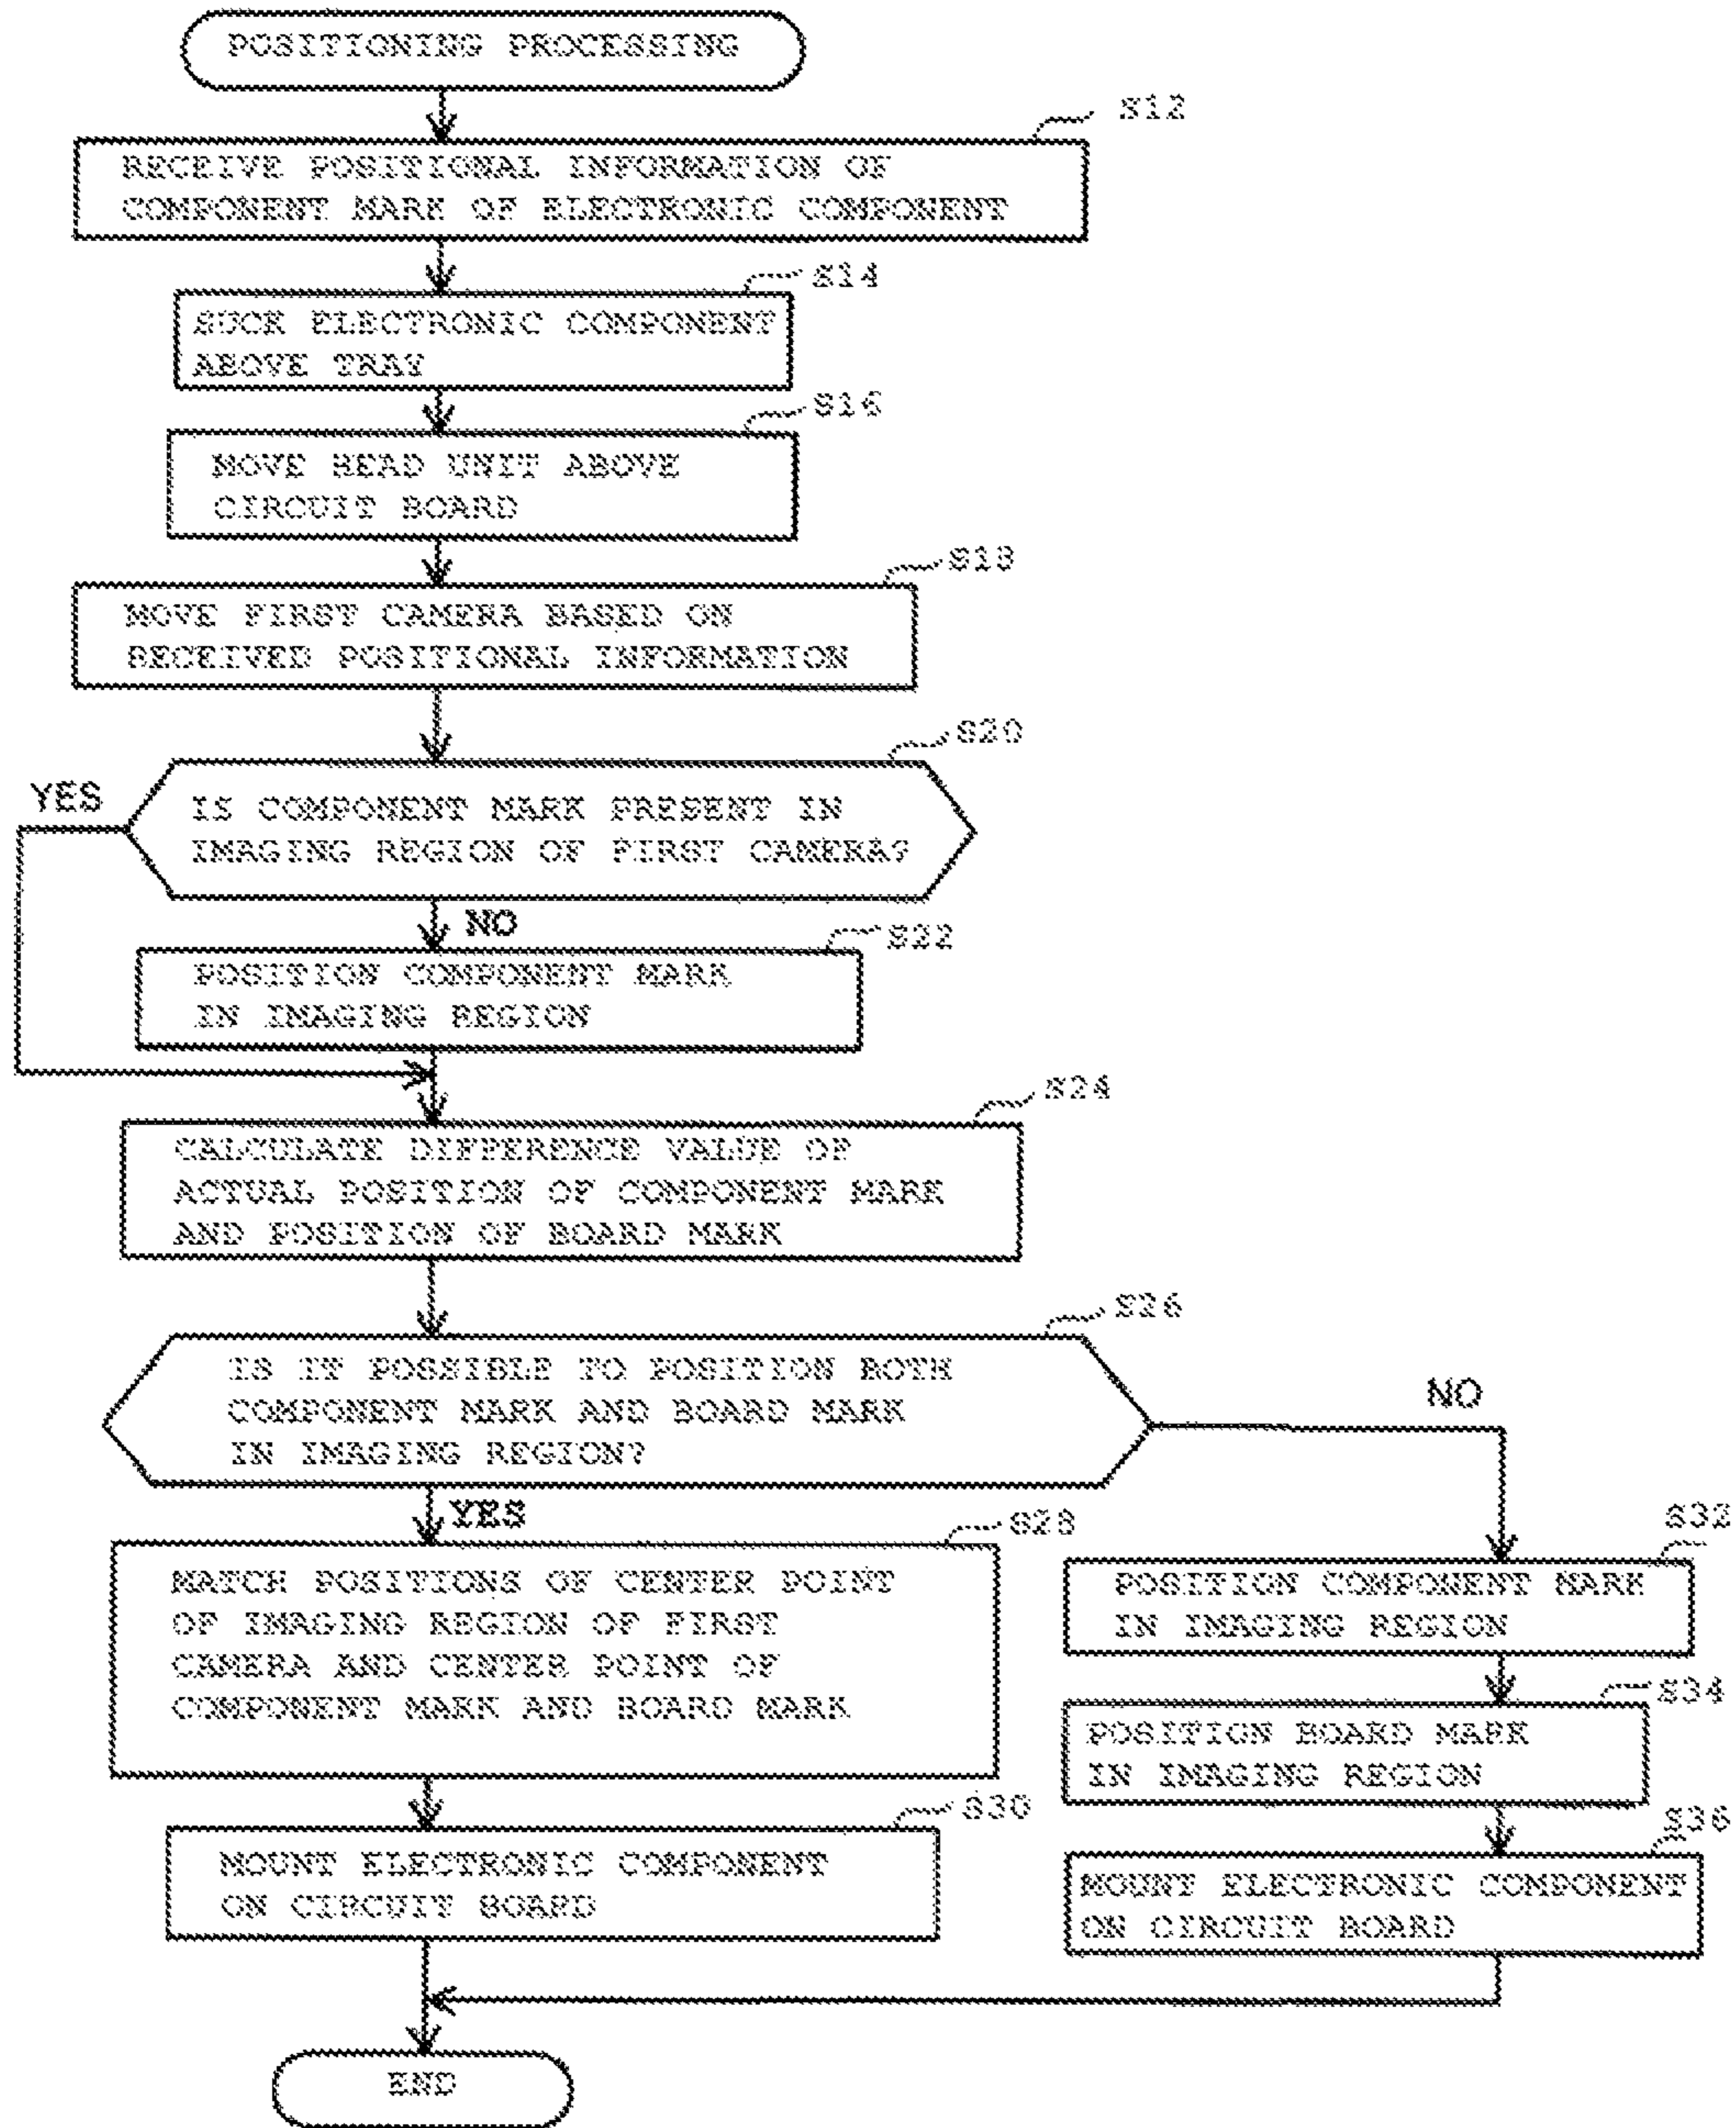 POSITIONING PROCESSING
S12
RECEIVE POSITIONAL INFORMATION OF
COMPONENT MARK OF ELECTRONIC COMPONENT
S14
SUCK ELECTRONIC COMPONENT
ABOVE TRAY
S16
MOVE HEAD UNIT ABOVE
CIRCUIT BOARD
S18
MOVE FIRST CAMERA BASED ON
RECEIVED POSITIONAL INFORMATION
S20
YES
IS COMPONENT MARK PRESENT IN
IMAGING REGION OF FIRST CAMERA?
NO
S22
POSITION COMPONENT MARK
IN IMAGING REGION
S24
CALCULATE DIFFERENCE VALUE OF
ACTUAL POSITION OF COMPONENT MARK
AND POSITION OF BOARD MARK
S26
IS IT POSSIBLE TO POSITION BOTH
COMPONENT MARK AND BOARD MARK
IN IMAGING REGION?
NO
YES
S28
MATCH POSITIONS OF CENTER POINT
OF IMAGING REGION OF FIRST
CAMERA AND CENTER POINT OF
COMPONENT MARK AND BOARD MARK
S30
MOUNT ELECTRONIC COMPONENT
ON CIRCUIT BOARD
S32
POSITION COMPONENT MARK
IN IMAGING REGION
S34
POSITION BOARD MARK
IN IMAGING REGION
S36
MOUNT ELECTRONIC COMPONENT
ON CIRCUIT BOARD
END